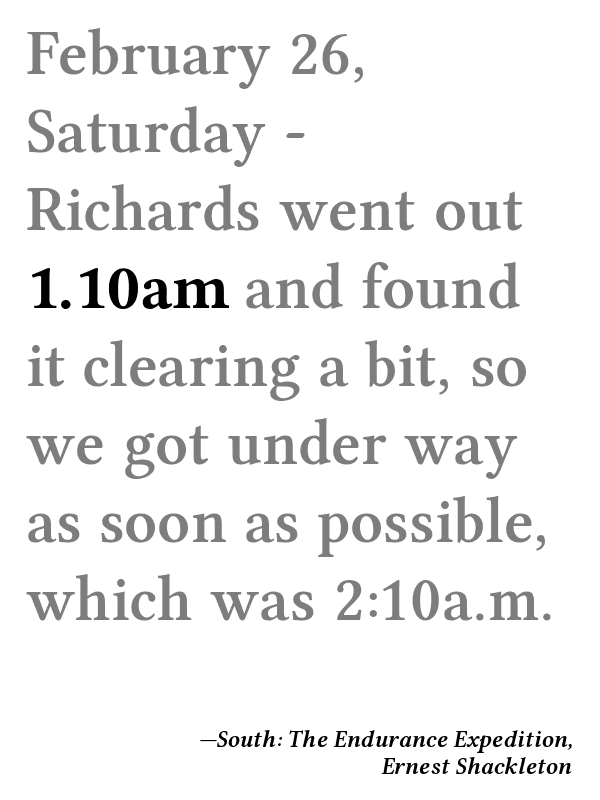 February 26,
Saturday -
Richards went out
1.10am and found
it clearing a bit, so
we got under way
as soon as possible,
which was 2:10a.m.
—South: The Endurance Expedition,
Ernest Shackleton